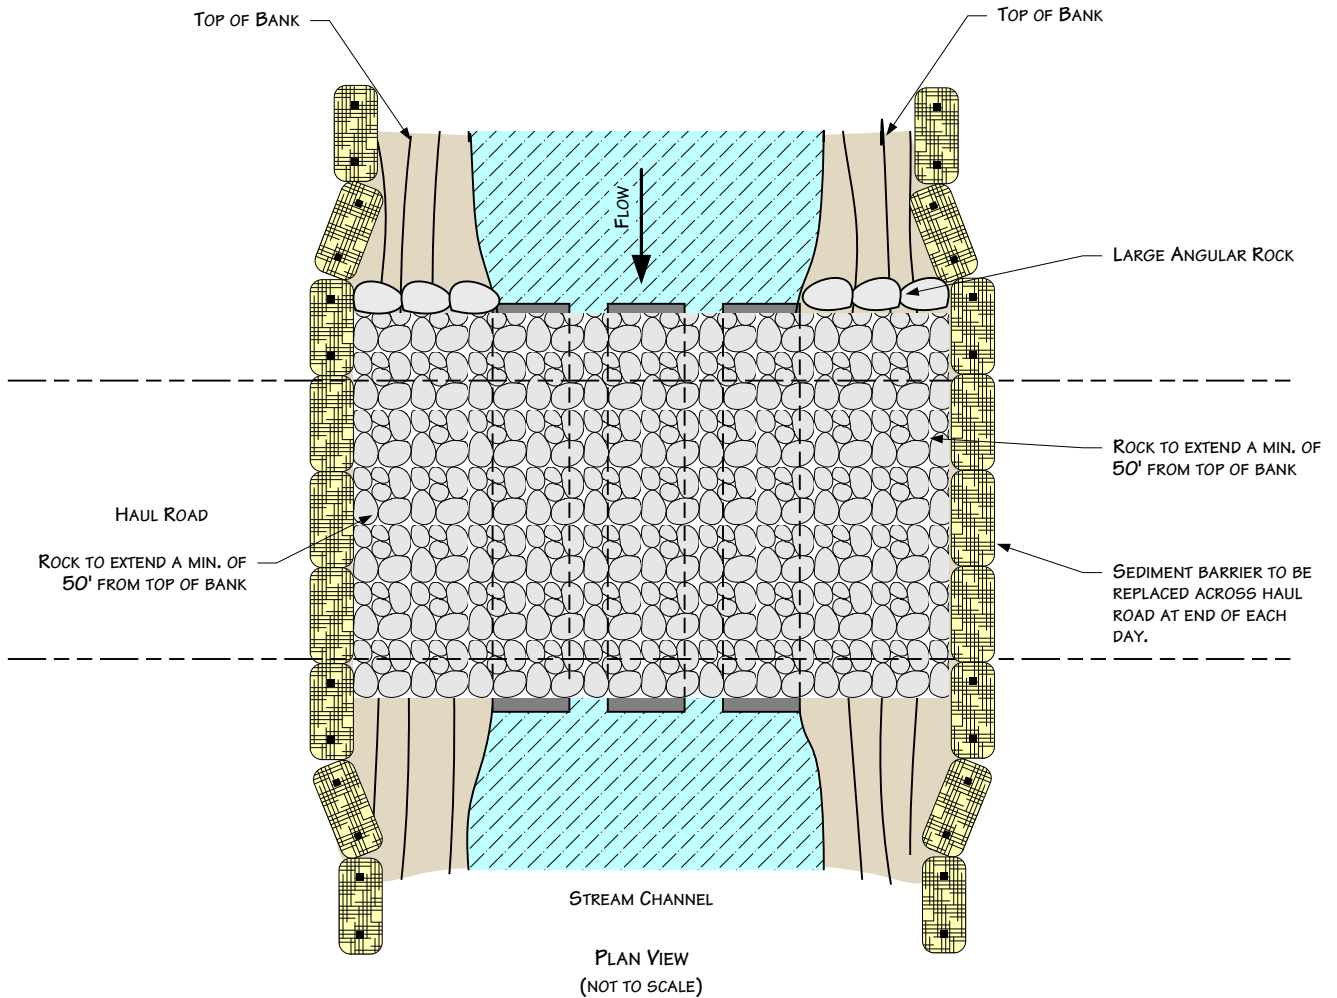 TOP OF BANK
TOP OF BANK
FLOW
LARGE ANGULAR ROCK
ROCK TO EXTEND A MIN. OF
50' FROM TOP OF BANK
HAUL ROAD
ROCK TO EXTEND A MIN. OF
50' FROM TOP OF BANK
SEDIMENT BARRIER TO BE
REPLACED ACROSS HAUL
ROAD AT END OF EACH
DAY.
STREAM CHANNEL
PLAN VIEW
(NOT TO SCALE)